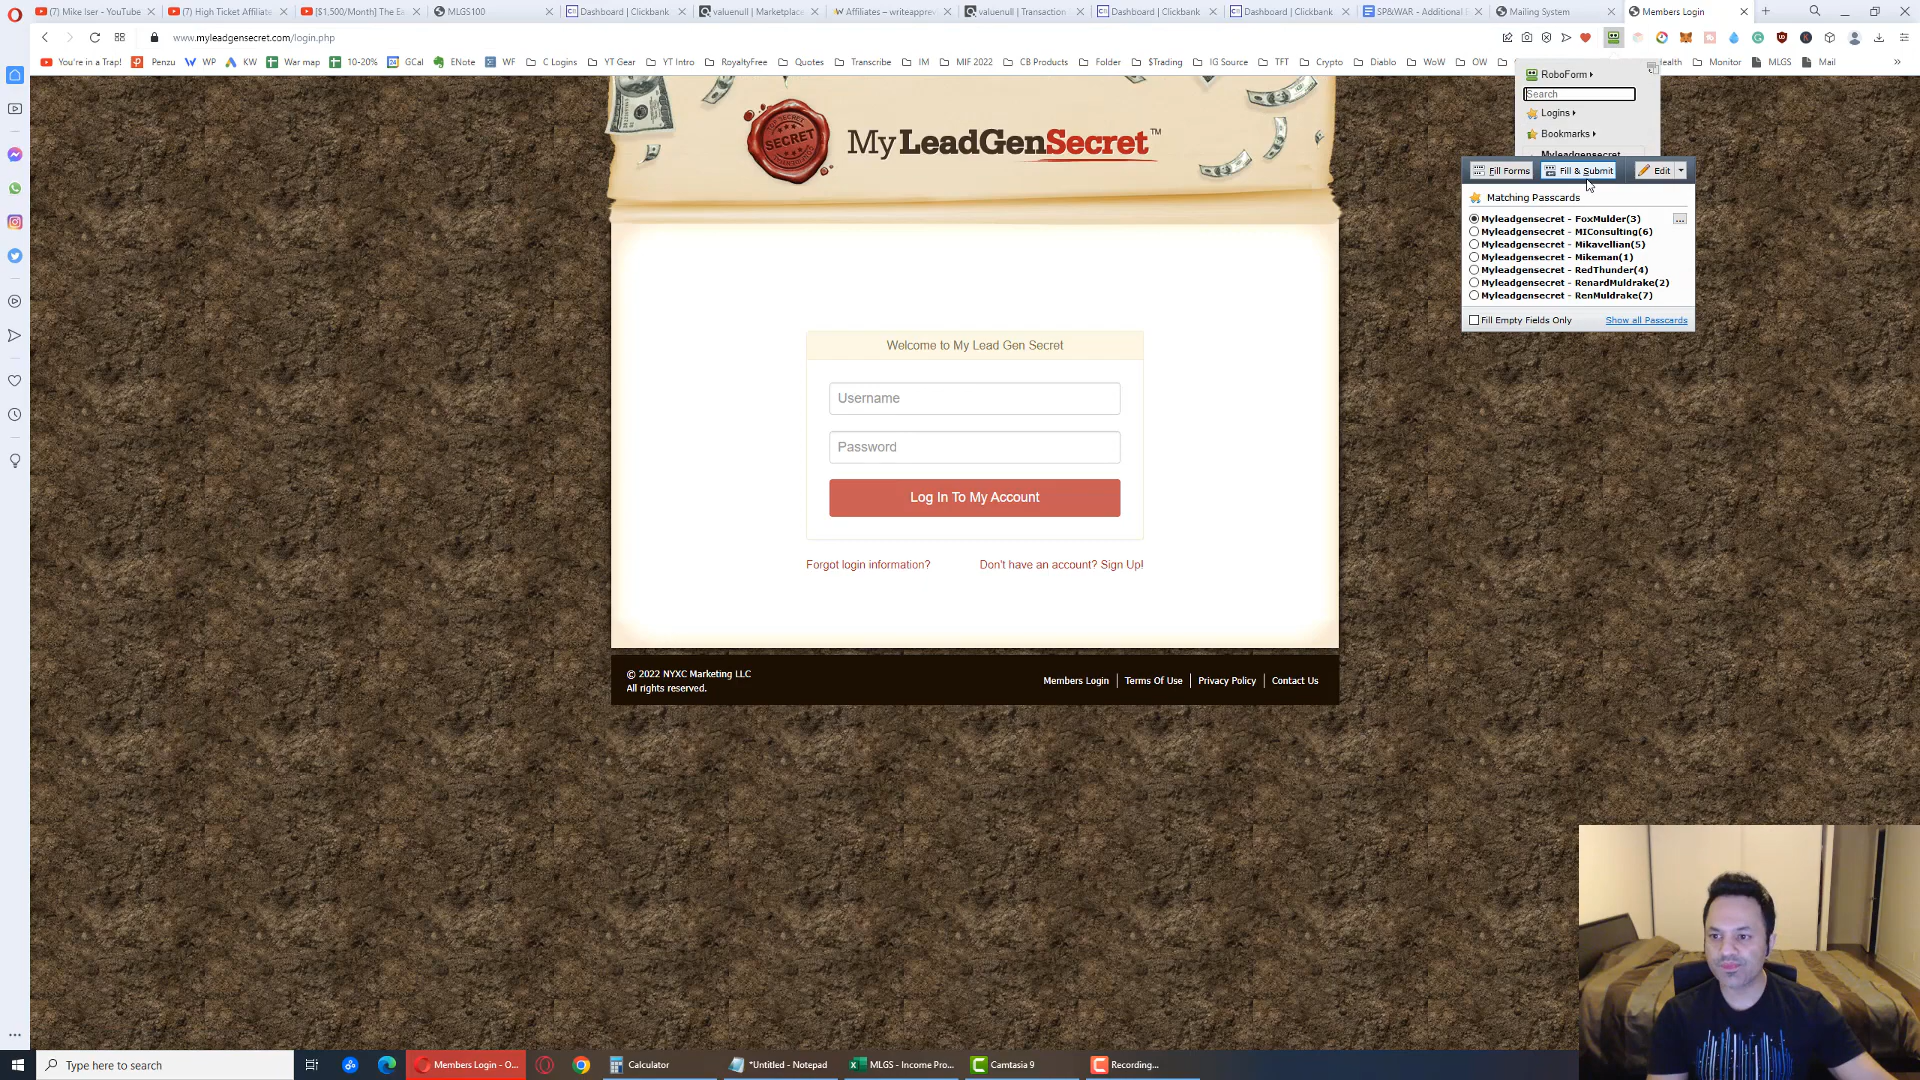 (7) Mike Iser - YouTube
(7) High Ticket Affiliate
[$1,500/Month] The Ea
MLGS100
Dashboard | Clickbank
valuenull | Marketplace
Affiliates – writeappre
valuenull | Transaction
Dashboard | Clickbank
Dashboard | Clickbank
SP&WAR - Additional
Mailing System
Members Login
www.myleadgensecret.com/login.php
You're in a Trap!
Penzu
WP
KW
War map
10-20%
GCal
ENote
WF
C Logins
YT Gear
YT Intro
RoyaltyFree
Quotes
Transcribe
IM
MIF 2022
CB Products
Folder
$Trading
IG Source
TFT
Crypto
Diablo
WoW
OW
ealth
Monitor
MLGS
Mail
TOP SECRET
SECRET
MyLeadGenSecret™
RoboForm
Search
Logins
Bookmarks
Myleadgensecret
Fill Forms
Fill & Submit
Edit
Matching Passcards
Myleadgensecret - FoxMulder(3)
Myleadgensecret - MIConsulting(6)
Myleadgensecret - Mikavellian(5)
Myleadgensecret - Mikeman(1)
Myleadgensecret - RedThunder(4)
Myleadgensecret - RenardMuldrake(2)
Myleadgensecret - RenMuldrake(7)
Fill Empty Fields Only
Show all Passcards
Welcome to My Lead Gen Secret
Username
Password
Log In To My Account
Forgot login information?
Don't have an account? Sign Up!
© 2022 NYXC Marketing LLC
All rights reserved.
Members Login
Terms Of Use
Privacy Policy
Contact Us
Type here to search
Members Login - O...
Calculator
*Untitled - Notepad
MLGS - Income Pro...
Camtasia 9
Recording...